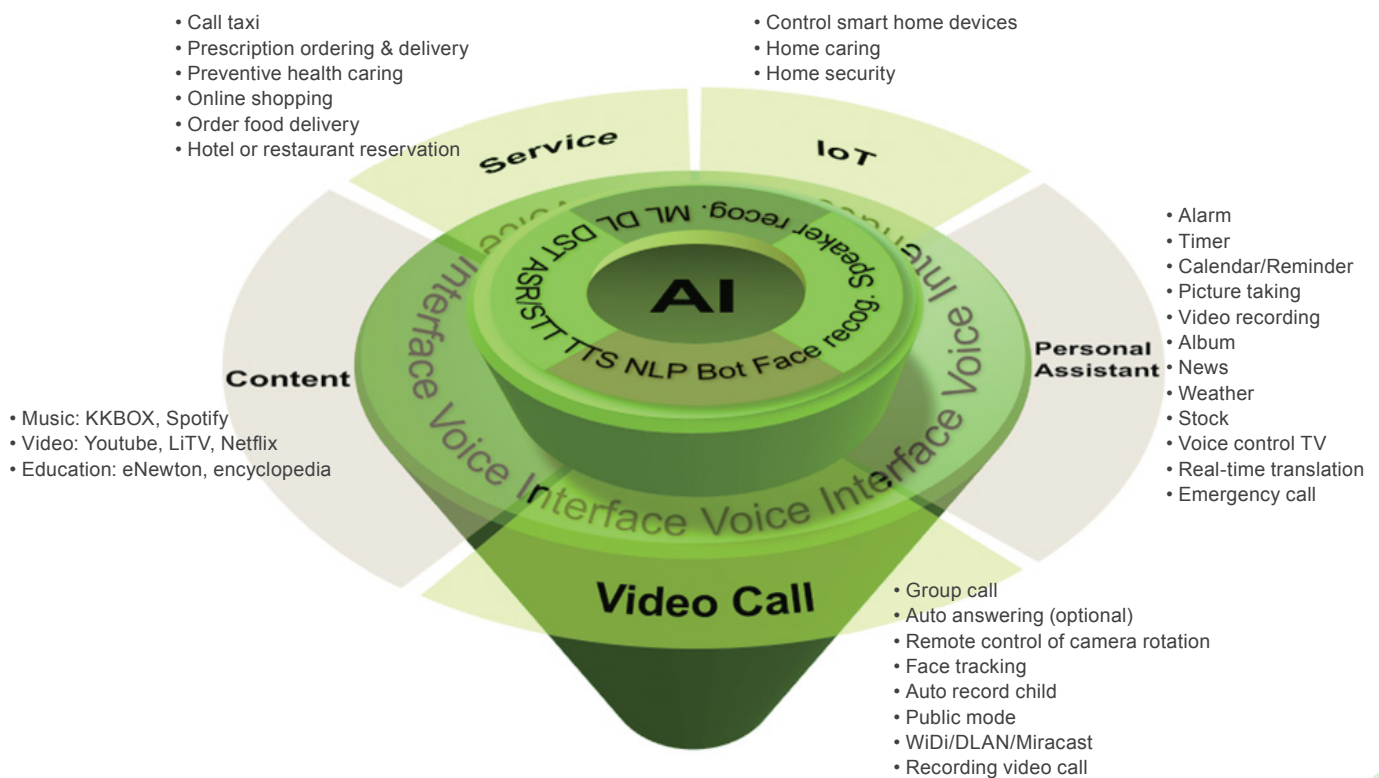 • Call taxi
• Prescription ordering & delivery
• Preventive health caring
• Online shopping
• Order food delivery
• Hotel or restaurant reservation
• Control smart home devices
• Home caring
• Home security
Service
IoT
Content
• Music: KKBOX, Spotify
• Video: Youtube, LiTV, Netflix
• Education: eNewton, encyclopedia
AI
ASR/STT TTS NLP Bot Face recog. Speaker recog. ML DL DST
Voice Interface Voice Interface Voice Interface Voice Interface
Personal
Assistant
• Alarm
• Timer
• Calendar/Reminder
• Picture taking
• Video recording
• Album
• News
• Weather
• Stock
• Voice control TV
• Real-time translation
• Emergency call
Video Call
• Group call
• Auto answering (optional)
• Remote control of camera rotation
• Face tracking
• Auto record child
• Public mode
• WiDi/DLAN/Miracast
• Recording video call